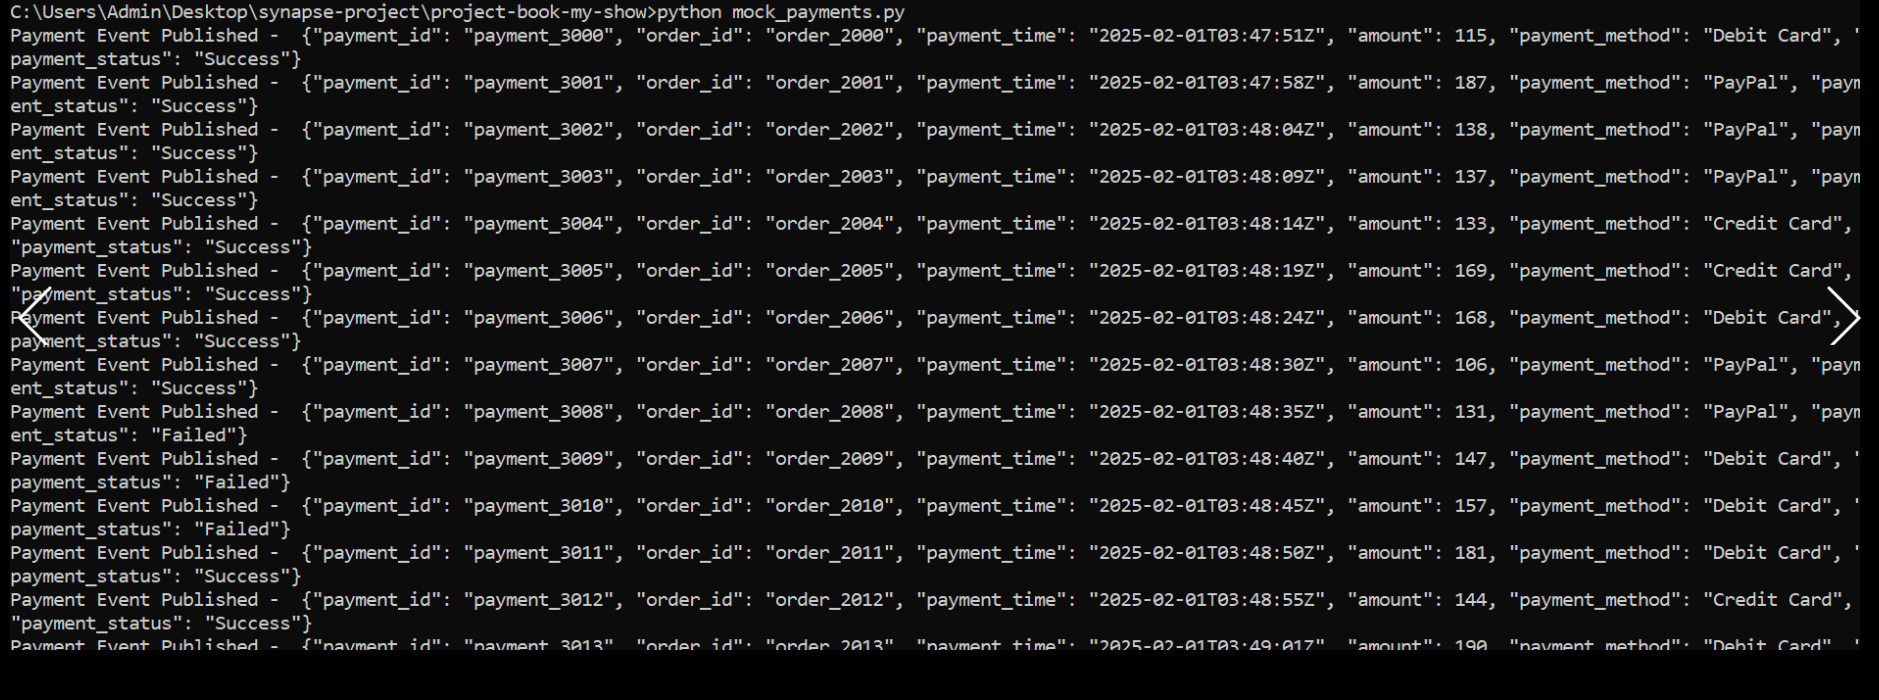 C:\Users\Admin\Desktop\synapse-project\project-book-my-show>python mock_payments.py
Payment Event Published -  {"payment_id": "payment_3000", "order_id": "order_2000", "payment_time": "2025-02-01T03:47:51Z", "amount": 115, "payment_method": "Debit Card", "
payment_status": "Success"}
Payment Event Published -  {"payment_id": "payment_3001", "order_id": "order_2001", "payment_time": "2025-02-01T03:47:58Z", "amount": 187, "payment_method": "PayPal", "paym
ent_status": "Success"}
Payment Event Published -  {"payment_id": "payment_3002", "order_id": "order_2002", "payment_time": "2025-02-01T03:48:04Z", "amount": 138, "payment_method": "PayPal", "paym
ent_status": "Success"}
Payment Event Published -  {"payment_id": "payment_3003", "order_id": "order_2003", "payment_time": "2025-02-01T03:48:09Z", "amount": 137, "payment_method": "PayPal", "paym
ent_status": "Success"}
Payment Event Published -  {"payment_id": "payment_3004", "order_id": "order_2004", "payment_time": "2025-02-01T03:48:14Z", "amount": 133, "payment_method": "Credit Card",
"payment_status": "Success"}
Payment Event Published -  {"payment_id": "payment_3005", "order_id": "order_2005", "payment_time": "2025-02-01T03:48:19Z", "amount": 169, "payment_method": "Credit Card",
"payment_status": "Success"}
Payment Event Published -  {"payment_id": "payment_3006", "order_id": "order_2006", "payment_time": "2025-02-01T03:48:24Z", "amount": 168, "payment_method": "Debit Card", "
payment_status": "Success"}
Payment Event Published -  {"payment_id": "payment_3007", "order_id": "order_2007", "payment_time": "2025-02-01T03:48:30Z", "amount": 106, "payment_method": "PayPal", "paym
ent_status": "Success"}
Payment Event Published -  {"payment_id": "payment_3008", "order_id": "order_2008", "payment_time": "2025-02-01T03:48:35Z", "amount": 131, "payment_method": "PayPal", "paym
ent_status": "Failed"}
Payment Event Published -  {"payment_id": "payment_3009", "order_id": "order_2009", "payment_time": "2025-02-01T03:48:40Z", "amount": 147, "payment_method": "Debit Card", "
payment_status": "Failed"}
Payment Event Published -  {"payment_id": "payment_3010", "order_id": "order_2010", "payment_time": "2025-02-01T03:48:45Z", "amount": 157, "payment_method": "Debit Card", "
payment_status": "Failed"}
Payment Event Published -  {"payment_id": "payment_3011", "order_id": "order_2011", "payment_time": "2025-02-01T03:48:50Z", "amount": 181, "payment_method": "Debit Card", "
payment_status": "Success"}
Payment Event Published -  {"payment_id": "payment_3012", "order_id": "order_2012", "payment_time": "2025-02-01T03:48:55Z", "amount": 144, "payment_method": "Credit Card",
"payment_status": "Success"}
Payment Event Published -  {"payment_id": "payment_3013", "order_id": "order_2013", "payment_time": "2025-02-01T03:49:01Z", "amount": 190, "payment_method": "Debit Card", "